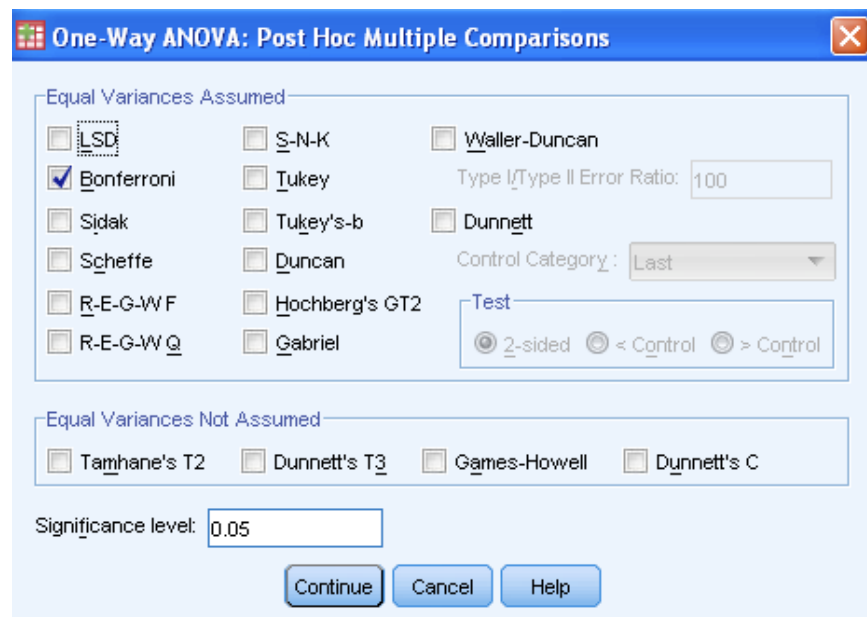 One-Way ANOVA: Post Hoc Multiple Comparisons
Equal Variances Assumed
LSD
S-N-K
Waller-Duncan
Bonferroni
Tukey
Type I/Type II Error Ratio: 100
Sidak
Tukey's-b
Dunnett
Scheffe
Duncan
Control Category : Last
R-E-G-W F
Hochberg's GT2
Test
R-E-G-W Q
Gabriel
2-sided
< Control
> Control
Equal Variances Not Assumed
Tamhane's T2
Dunnett's T3
Games-Howell
Dunnett's C
Significance level: 0.05
Continue
Cancel
Help